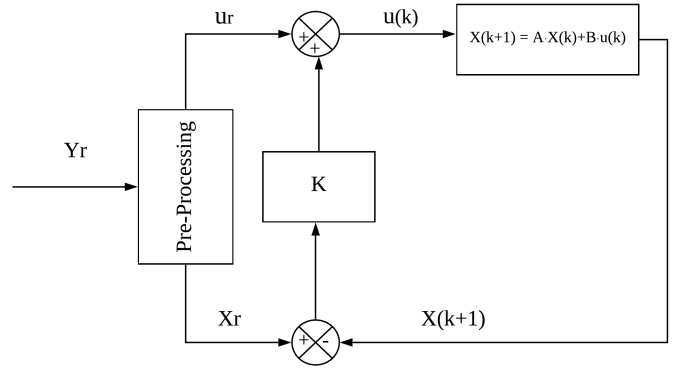 ur
u(k)
+
+
X(k+1) = A·X(k)+B·u(k)
Yr
Pre-Processing
K
Xr
+
-
X(k+1)